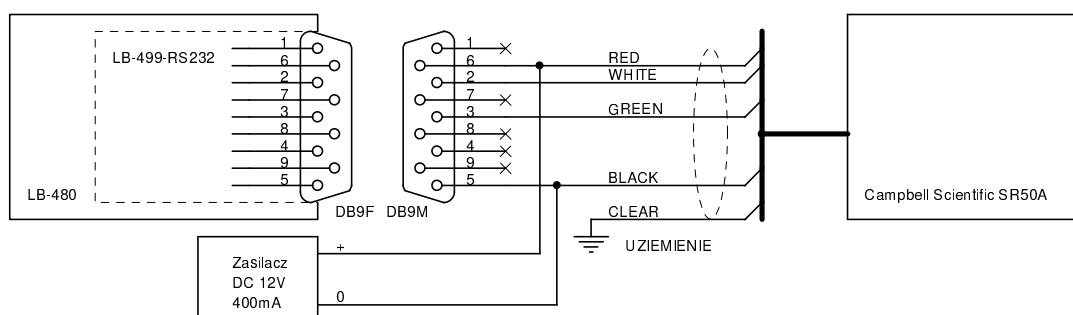 LB-499-RS232
LB-480
1
6
2
7
3
8
4
9
5
DB9F
DB9M
1
6
2
7
3
8
4
9
5
RED
WHITE
GREEN
BLACK
CLEAR
UZIEMIENIE
Campbell Scientific SR50A
Zasilacz
DC 12V
400mA
+
0